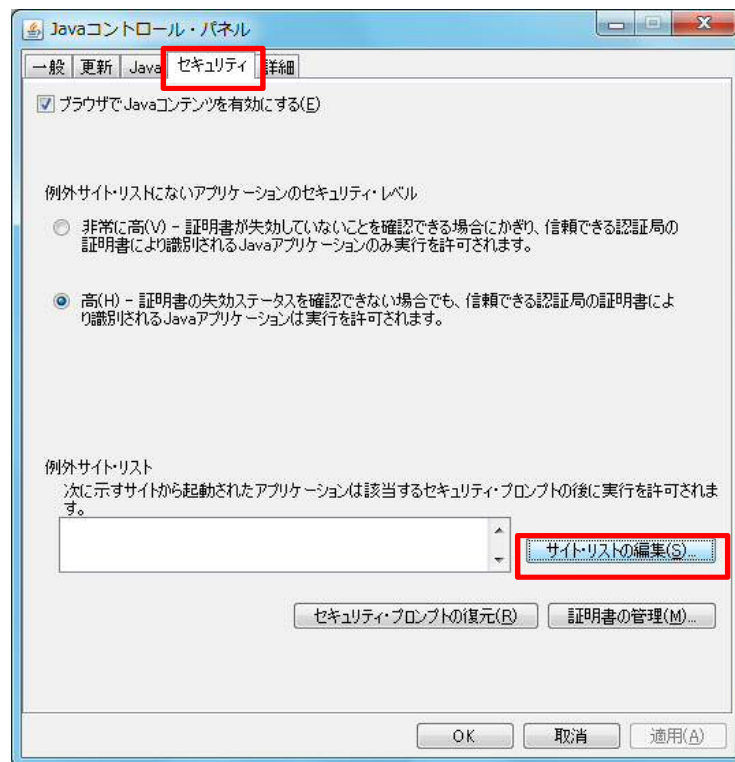 Javaコントロール・パネル
一般 更新 Java セキュリティ 詳細
ブラウザでJavaコンテンツを有効にする(E)
例外サイト・リストにないアプリケーションのセキュリティ・レベル
非常に高(V) - 証明書が失効していないことを確認できる場合にかぎり、信頼できる認証局の
証明書により識別されるJavaアプリケーションのみ実行を許可されます。
高(H) - 証明書の失効ステータスを確認できない場合でも、信頼できる認証局の証明書によ
り識別されるJavaアプリケーションは実行を許可されます。
例外サイト・リスト
次に示すサイトから起動されたアプリケーションは該当するセキュリティ・プロンプトの後に実行を許可されま
す。
サイト・リストの編集(S)...
セキュリティ・プロンプトの復元(R) 証明書の管理(M)...
OK 取消 適用(A)